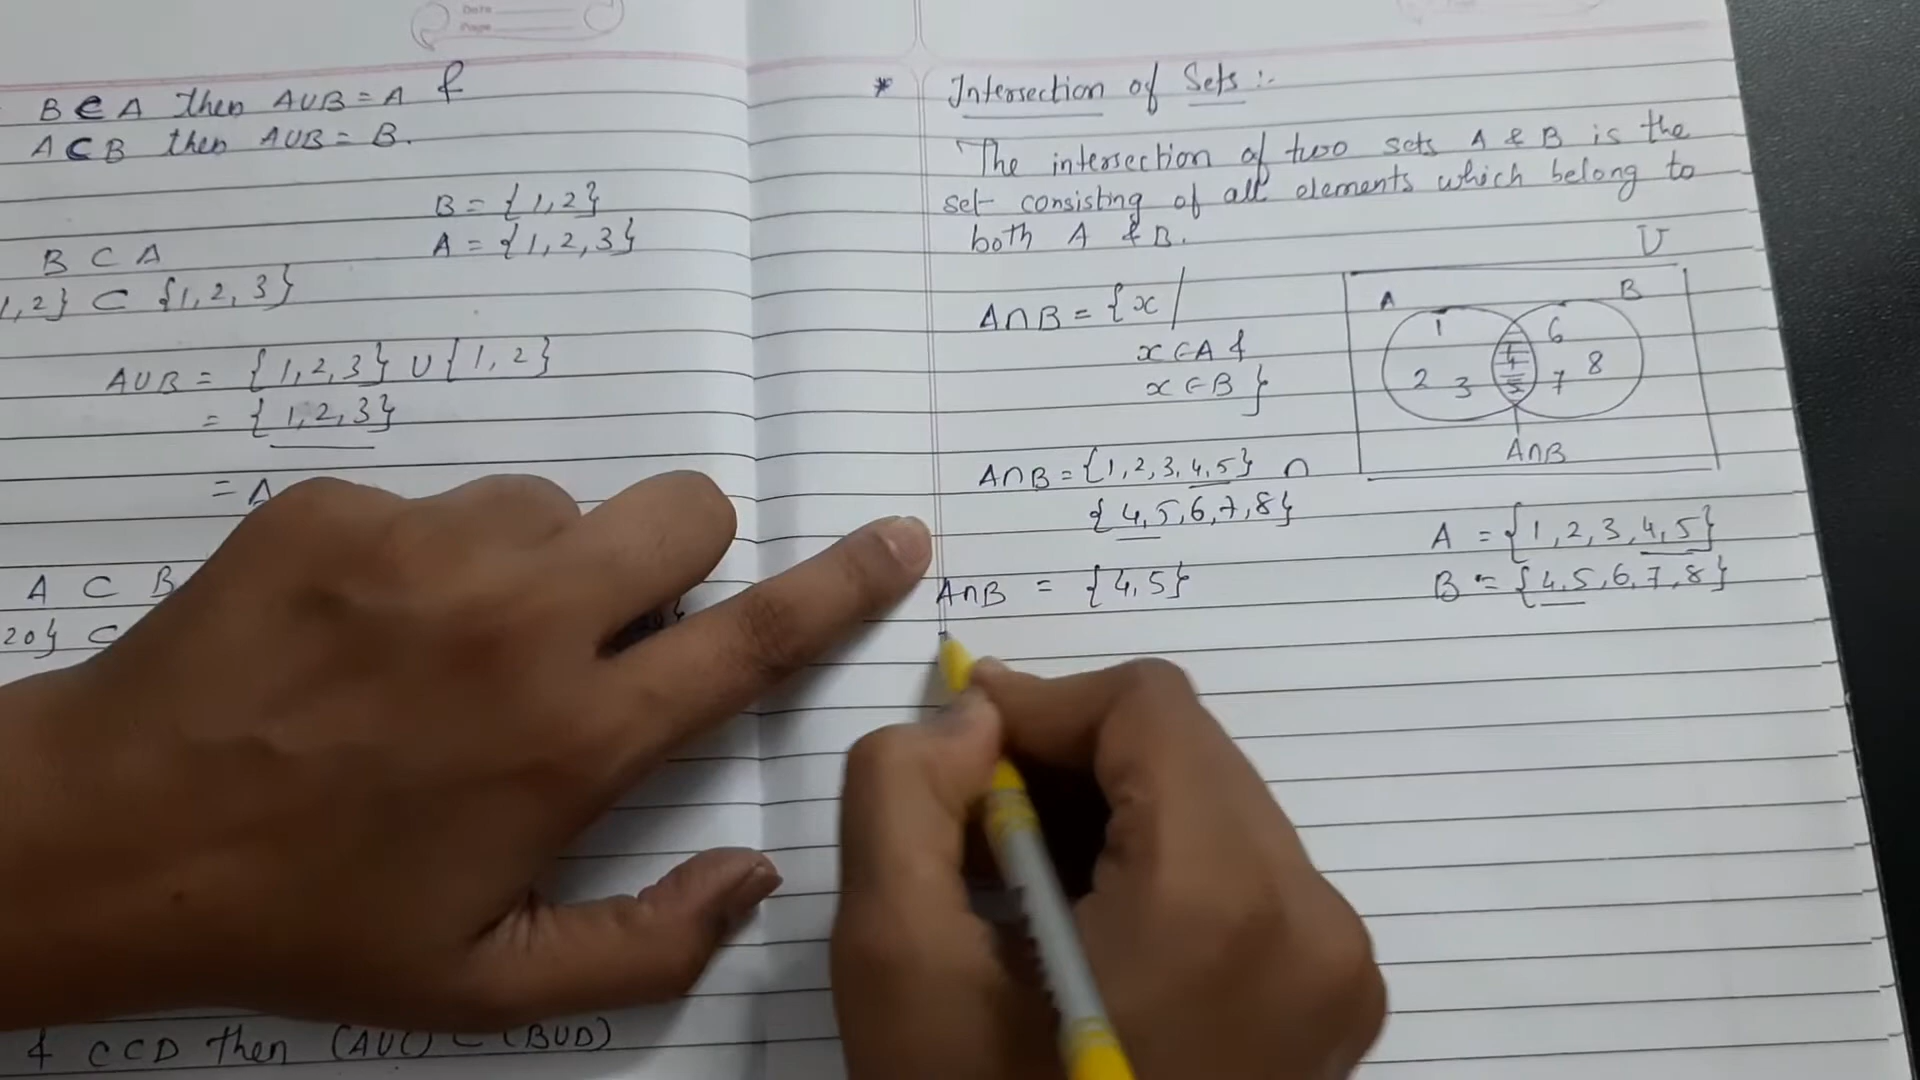 Date
Page
B ⊂ A then A∪B = A &
A ⊂ B then A∪B = B.
B = {1,2}
A = {1,2,3}
B ⊂ A
1,2} ⊂ {1,2,3}
A∪B = {1,2,3} ∪ {1,2}
= {1,2,3}
= A
A ⊂ B
20} ⊂
& C⊂D then (A∪C) ⊂ (B∪D)
* Intersection of Sets :-
The intersection of two sets A & B is the
set consisting of all elements which belong to
both A & B.
A∩B = {x/
x∈A &
x∈B}
U
A B
1 6
4 8
2 3 5 7
A∩B
A∩B = {1,2,3,4,5} ∩
{4,5,6,7,8}
A∩B = {4,5}
A = {1,2,3,4,5}
B = {4,5,6,7,8}